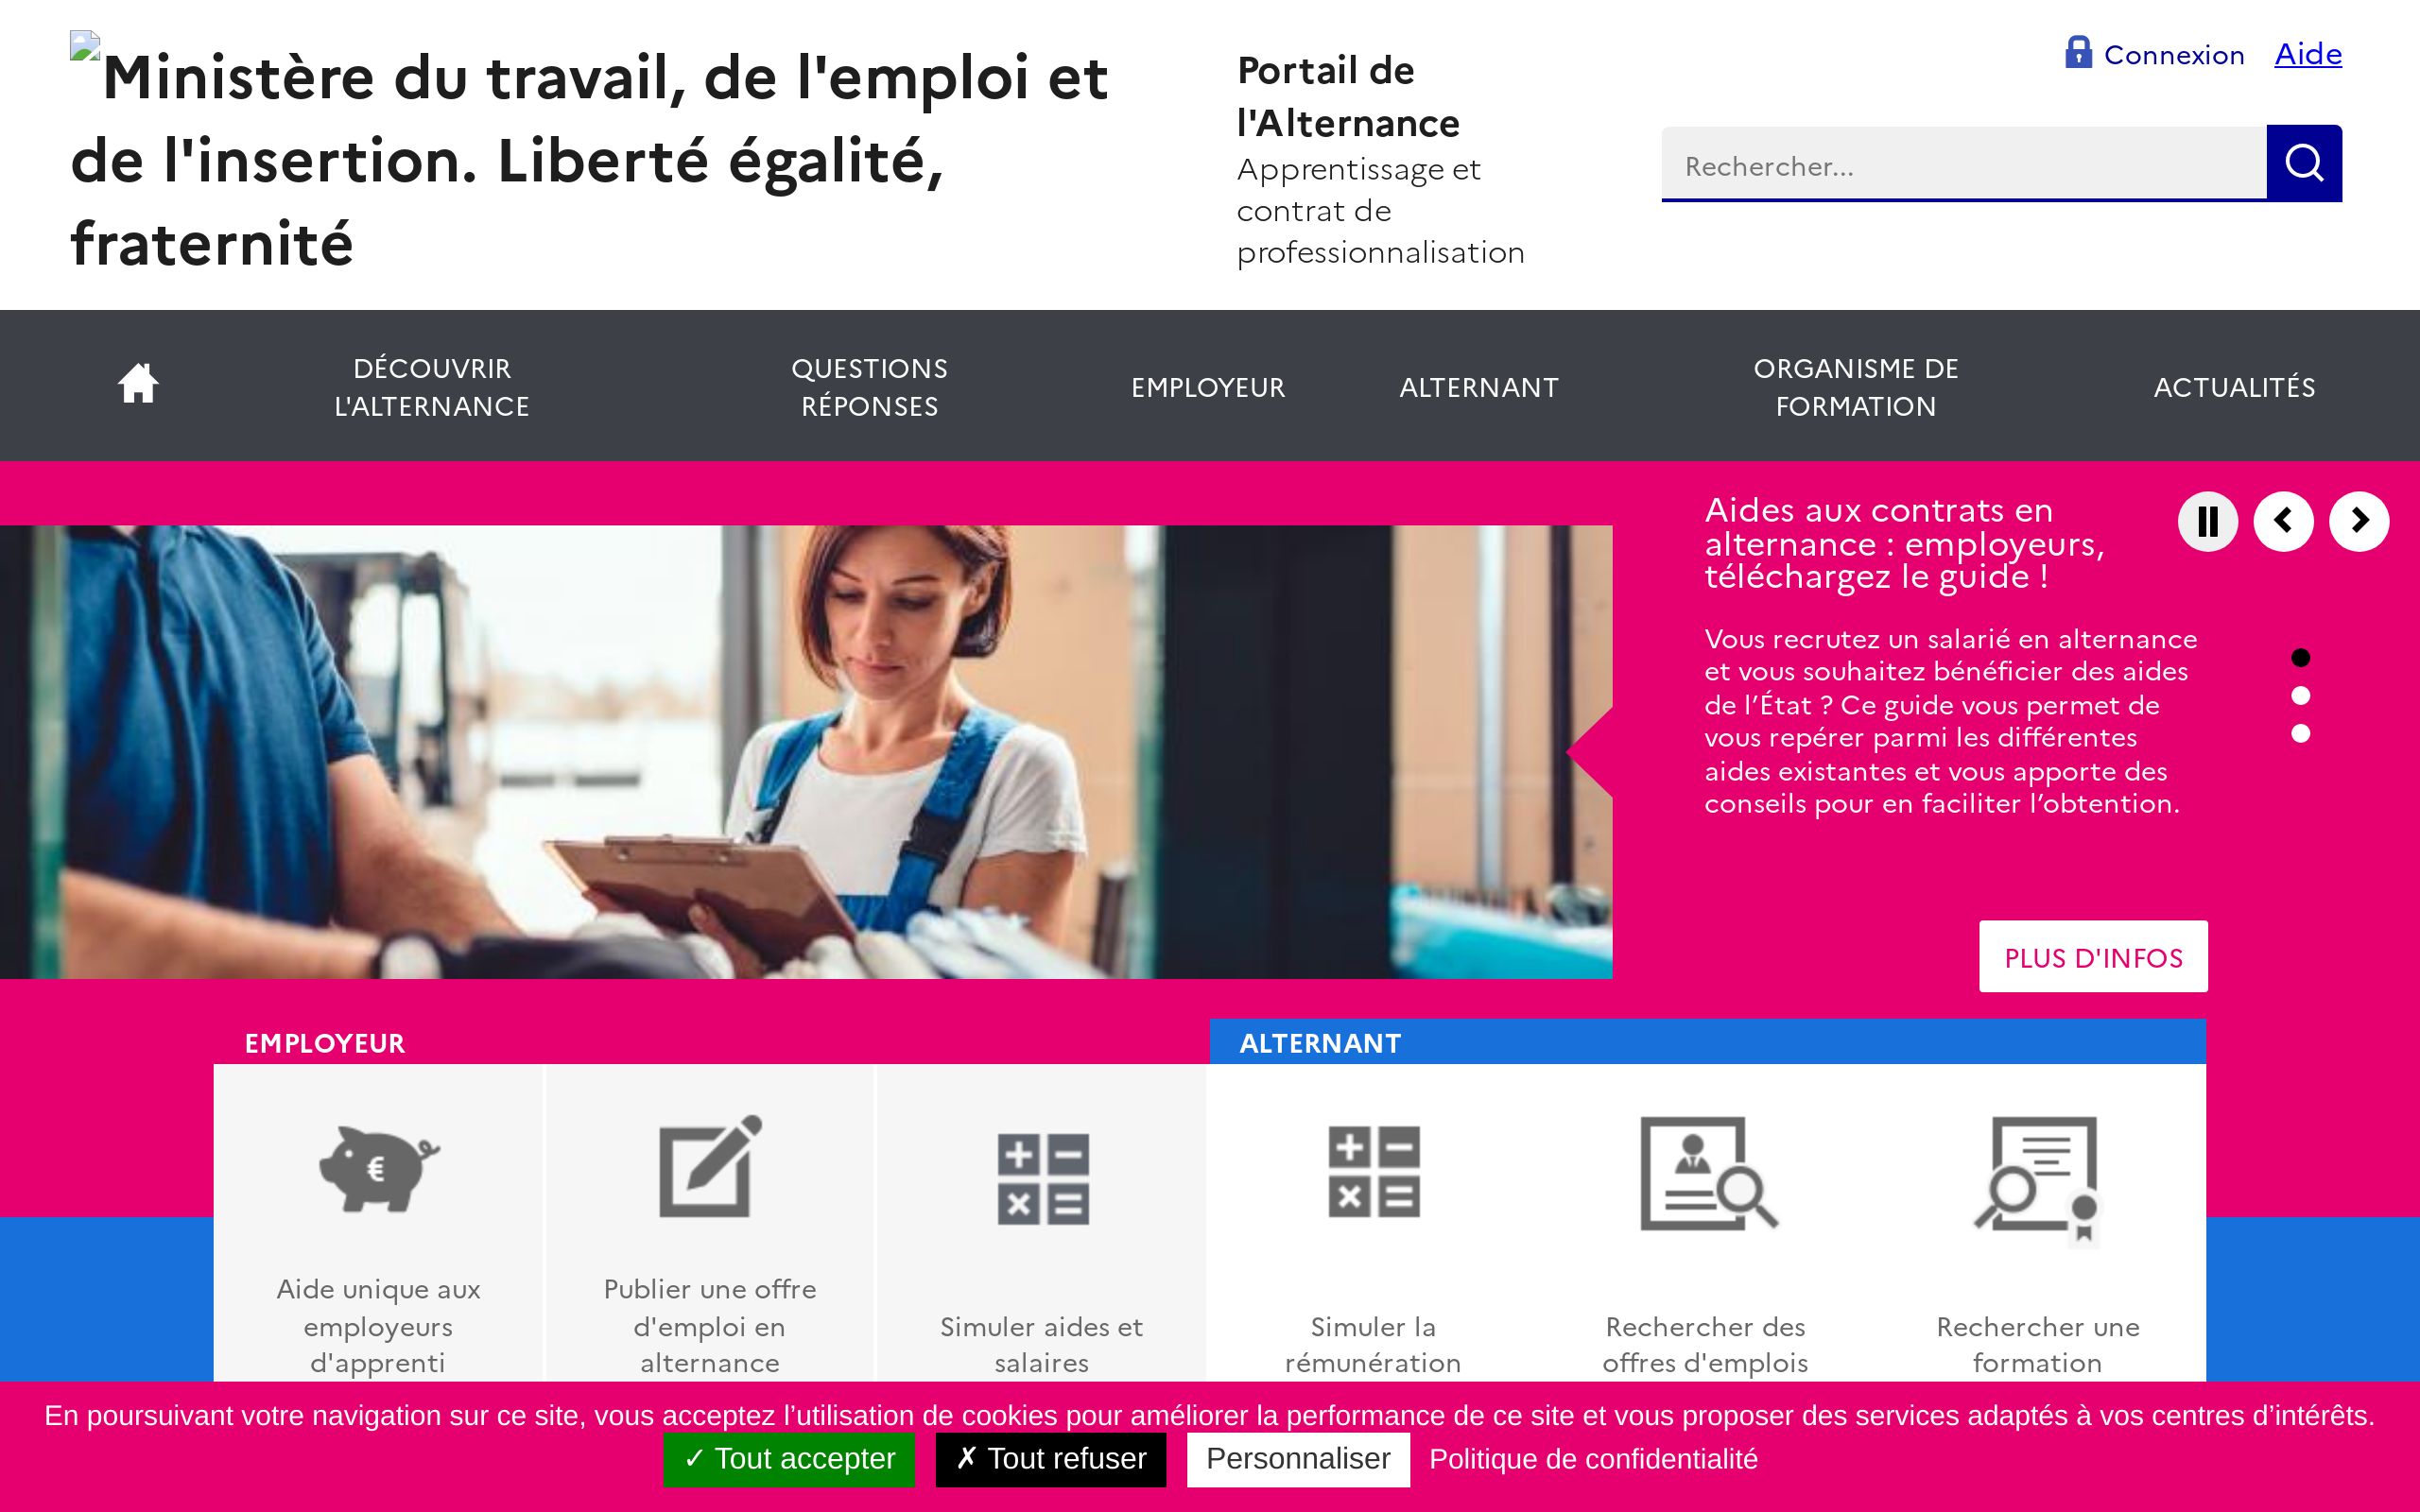 Ministère du travail, de l'emploi et
de l'insertion. Liberté égalité,
fraternité
Portail de
l'Alternance
Apprentissage et
contrat de
professionnalisation
Connexion
Aide
Rechercher...
DÉCOUVRIR
L'ALTERNANCE
QUESTIONS
RÉPONSES
EMPLOYEUR
ALTERNANT
ORGANISME DE
FORMATION
ACTUALITÉS
Aides aux contrats en
alternance : employeurs,
téléchargez le guide !
Vous recrutez un salarié en alternance
et vous souhaitez bénéficier des aides
de l’État ? Ce guide vous permet de
vous repérer parmi les différentes
aides existantes et vous apporte des
conseils pour en faciliter l’obtention.
PLUS D'INFOS
EMPLOYEUR
Aide unique aux
employeurs
d'apprenti
Publier une offre
d'emploi en
alternance
Simuler aides et
salaires
ALTERNANT
Simuler la
rémunération
Rechercher des
offres d'emplois
Rechercher une
formation
En poursuivant votre navigation sur ce site, vous acceptez l’utilisation de cookies pour améliorer la performance de ce site et vous proposer des services adaptés à vos centres d’intérêts.
✓ Tout accepter
✗ Tout refuser
Personnaliser
Politique de confidentialité